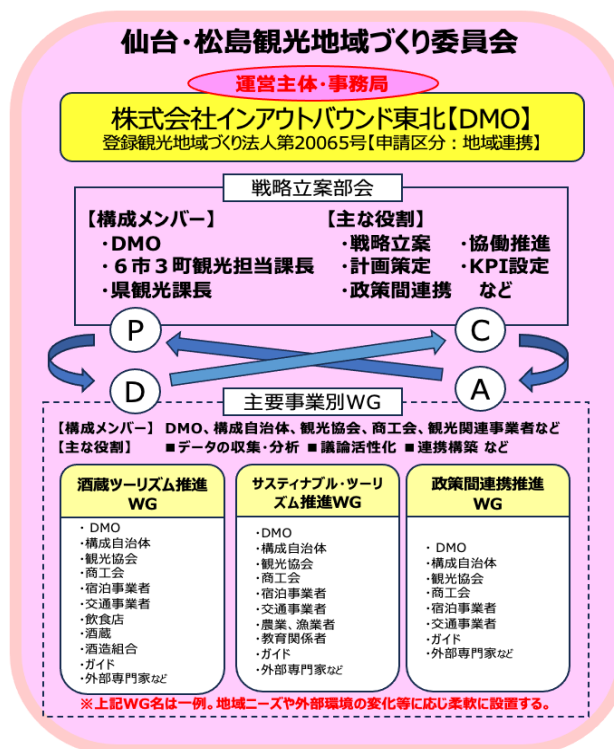 仙台・松島観光地域づくり委員会
運営主体・事務局
株式会社インアウトバウンド東北【DMO】
登録観光地域づくり法人第20065号【申請区分：地域連携】
戦略立案部会
【構成メンバー】
・DMO
・６市３町観光担当課長
・県観光課長
【主な役割】
・戦略立案 ・協働推進
・計画策定 ・KPI設定
・政策間連携 など
P
C
D
A
主要事業別WG
【構成メンバー】 DMO、構成自治体、観光協会、商工会、観光関連事業者など
【主な役割】 ■データの収集・分析 ■議論活性化 ■連携構築 など
酒蔵ツーリズム推進
WG
・ DMO
・構成自治体
・観光協会
・商工会
・宿泊事業者
・交通事業者
・飲食店
・酒蔵
・酒造組合
・ガイド
・外部専門家など
サスティナブル・ツーリ
ズム推進WG
・DMO
・構成自治体
・観光協会
・商工会
・宿泊事業者
・交通事業者
・農業、漁業者
・教育関係者
・ガイド
・外部専門家など
政策間連携推進
WG
・ DMO
・構成自治体
・観光協会
・商工会
・宿泊事業者
・交通事業者
・ガイド
・外部専門家など
※上記WG名は一例。地域ニーズや外部環境の変化等に応じ柔軟に設置する。